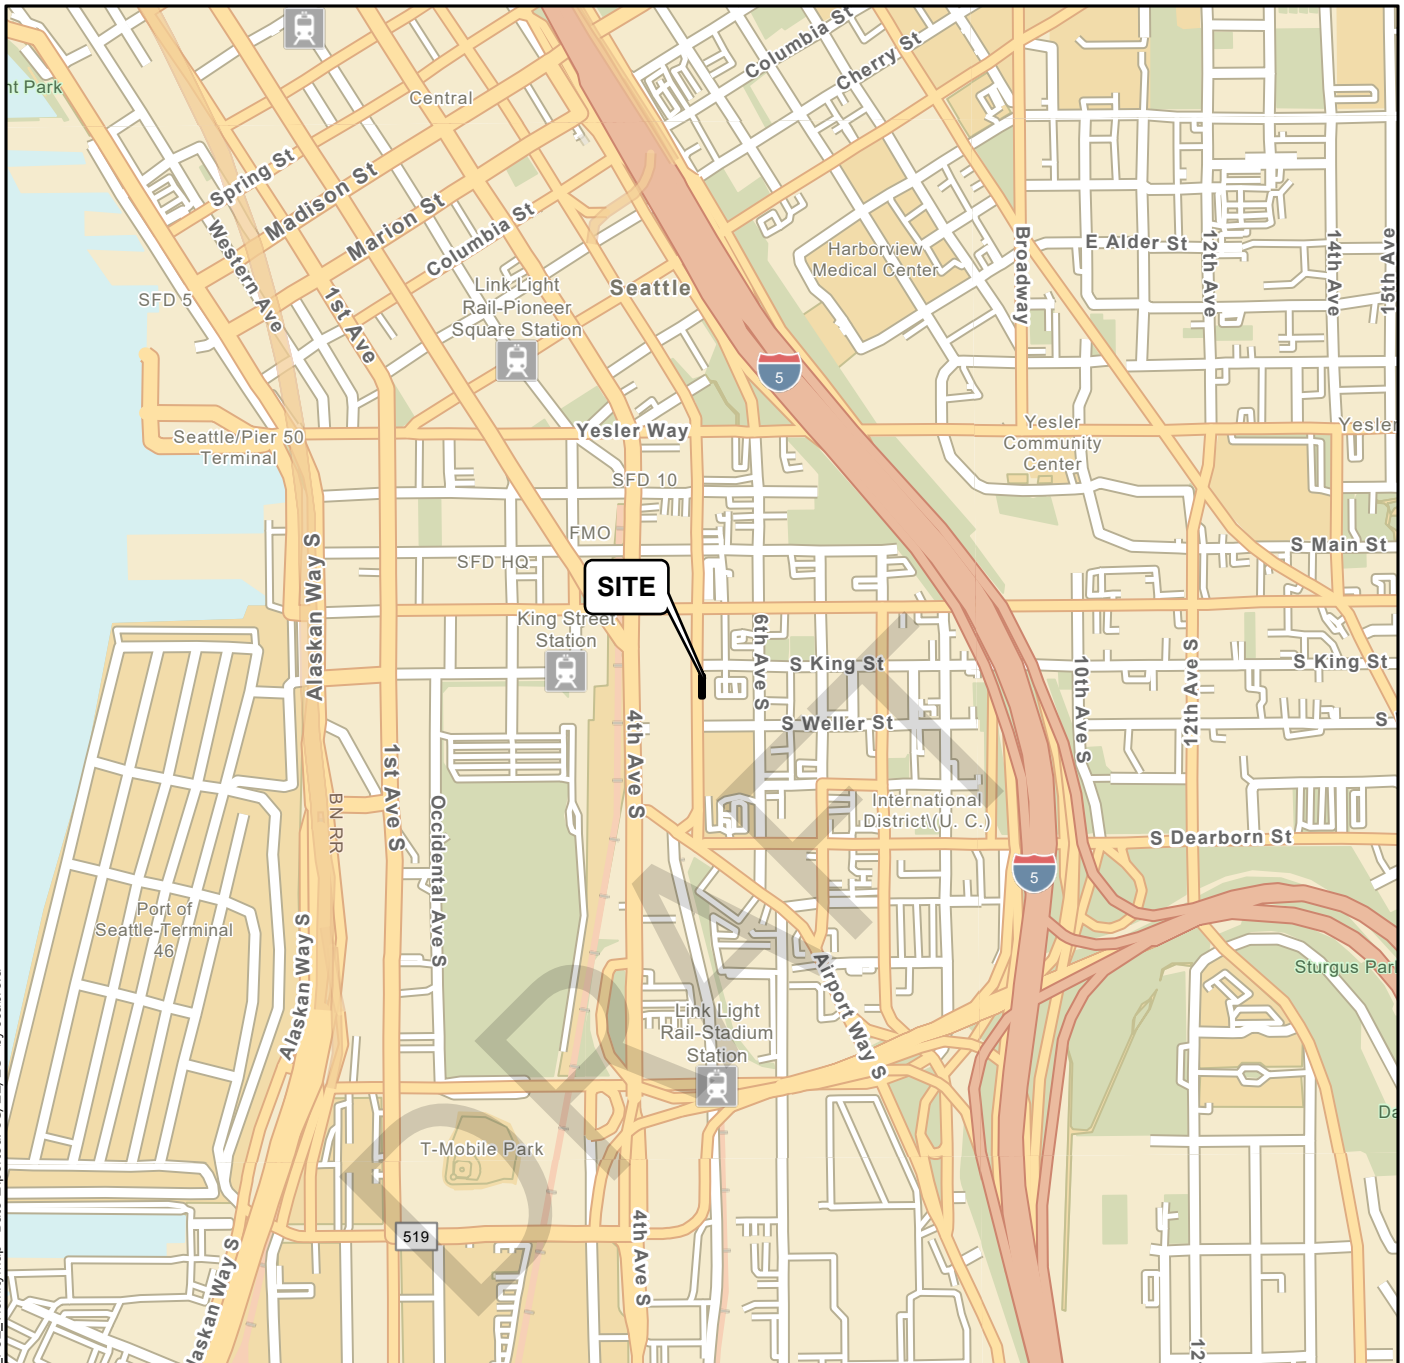 Columbia St
Cherry St
nt Park
Central
Spring St
Madison St
Marion St
Columbia St
Western Ave
1st Ave
SFD 5
Link Light
Rail-Pioneer
Square Station
Seattle
Harborview
Medical Center
Broadway
E Alder St
12th Ave
14th Ave
15th Ave
5
Seattle/Pier 50
Terminal
Yesler Way
Yesler
Community
Center
Yesler
SFD 10
FMO
SFD HQ
S Main St
SITE
King Street
Station
Alaskan Way S
6th Ave S
S King St
10th Ave S
12th Ave S
S King St
S Weller St
S
4th Ave S
1st Ave S
BN RR
Occidental Ave S
International
District\(U. C.)
S Dearborn St
5
Port of
Seattle-Terminal
46
Alaskan Way S
Airport Way S
Sturgus Par
Link Light
Rail-Stadium
Station
DRAFT
Da
T-Mobile Park
519
4th Ave S
Alaskan Way S
12